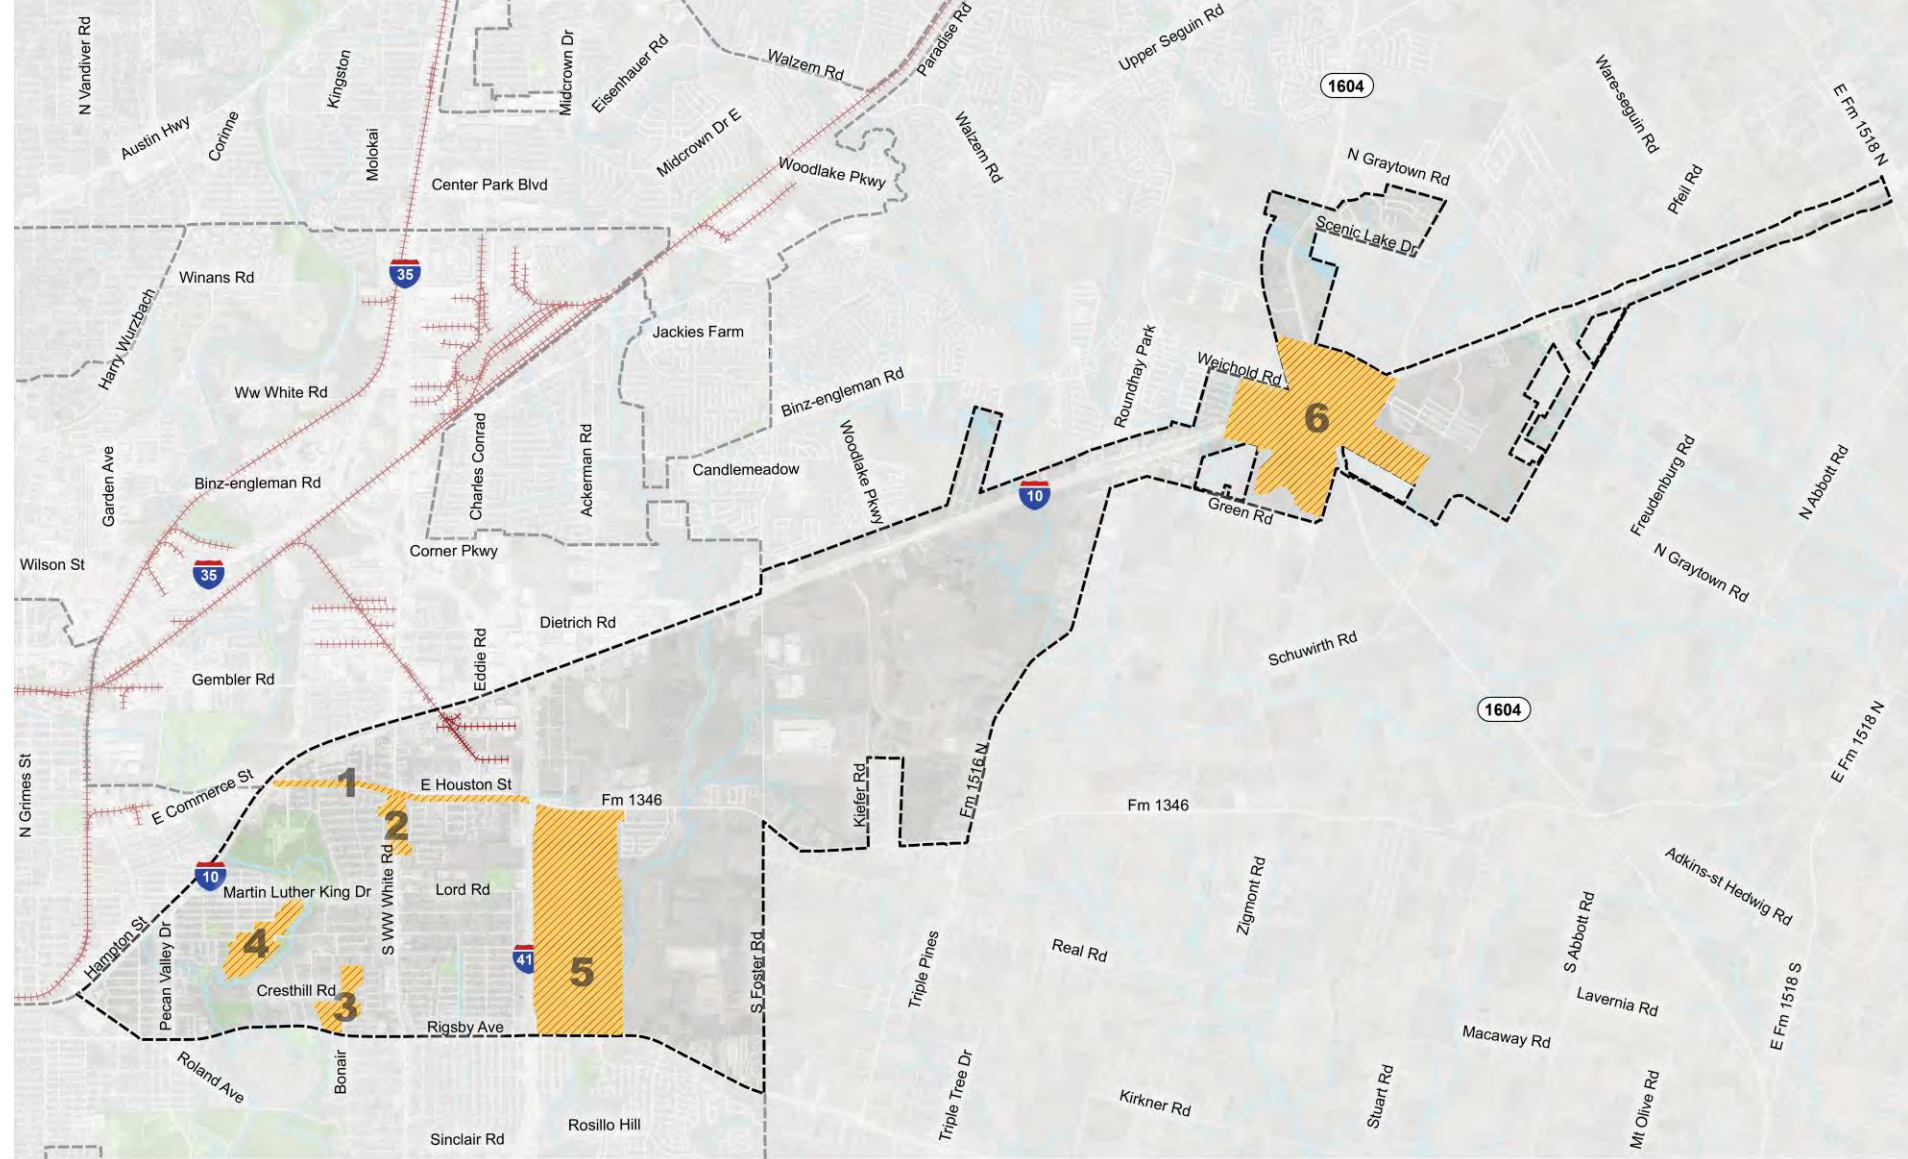 N Vandiver Rd
Austin Hwy
Corinne
Kingston
Molokai
Midcrown Dr
Eisenhauer Rd
Center Park Blvd
Midcrown Dr E
Walzem Rd
Paradise Rd
Woodlake Pkwy
Walzem Rd
Upper Seguin Rd
1604
N Graytown Rd
Scenic Lake Dr
Ware-seguin Rd
Pfeil Rd
E Fm 1518 N
Winans Rd
Harry Wurzbach
35
Ww White Rd
Jackies Farm
Binz-engleman Rd
Roundhay Park
Weichold Rd
6
Garden Ave
Binz-engleman Rd
Charles Conrad
Ackerman Rd
Candlemeadow
Woodlake Pkwy
10
Green Rd
Freudenburg Rd
N Abbott Rd
N Graytown Rd
Wilson St
35
Corner Pkwy
Dietrich Rd
Eddie Rd
Gembler Rd
Schuwirth Rd
1604
E Fm 1518 N
N Grimes St
E Commerce St
1
E Houston St
2
Fm 1346
Kiefer Rd
Fm 1516 N
Fm 1346
10
Martin Luther King Dr
S WW White Rd
Lord Rd
Hampton St
Pecan Valley Dr
4
Cresthill Rd
3
41
5
S Foster Rd
Rigsby Ave
Triple Pines
Real Rd
Zigmont Rd
Adkins-st Hedwig Rd
S Abbott Rd
Lavernia Rd
Macaway Rd
E Fm 1518 S
Roland Ave
Bonair
Sinclair Rd
Rosillo Hill
Triple Tree Dr
Kirkner Rd
Stuart Rd
Mt Olive Rd